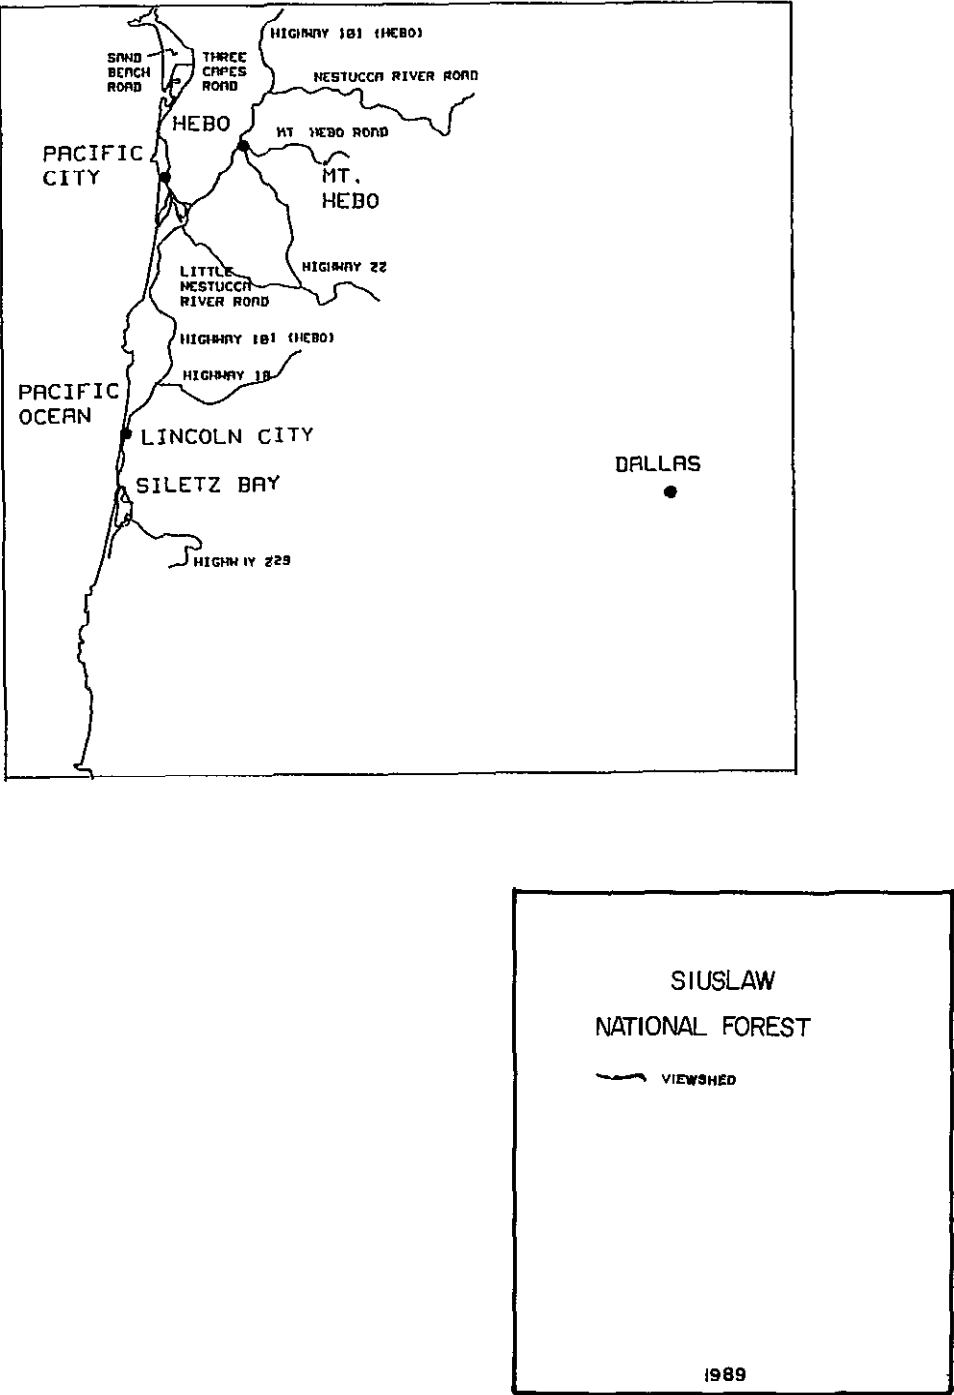 HIGHWAY 101 (HEBO)
SAND
BEACH
ROAD
THREE
CAPES
ROAD
NESTUCCA RIVER ROAD
HEBO
MT HEBO ROAD
PACIFIC
CITY
MT.
HEBO
HIGHWAY 22
LITTLE
NESTUCCA
RIVER ROAD
HIGHWAY 101 (HEBO)
HIGHWAY 18
PACIFIC
OCEAN
LINCOLN CITY
DALLAS
SILETZ BAY
HIGHWAY 229
SIUSLAW
NATIONAL FOREST
VIEWSHED
1989